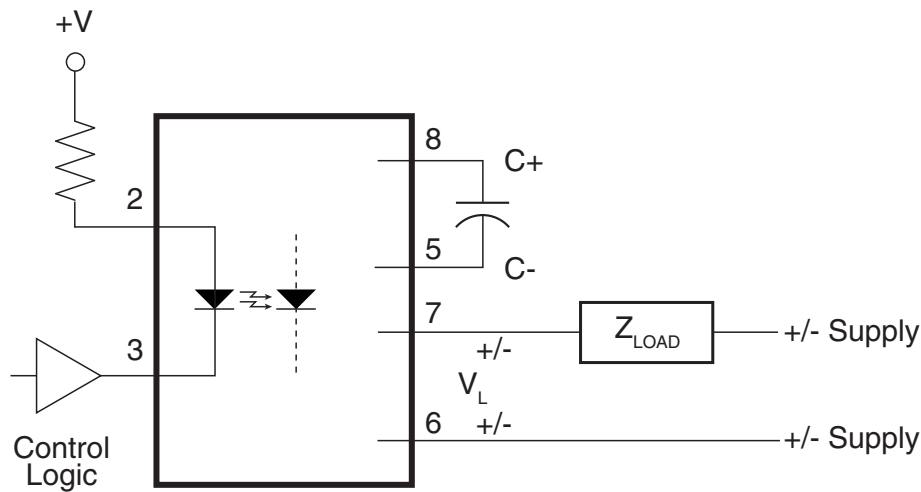 +V
8
C+
2
5
C-
7
Z_LOAD
+/- Supply
3
+/-
V_L
6
+/-
+/- Supply
Control
Logic